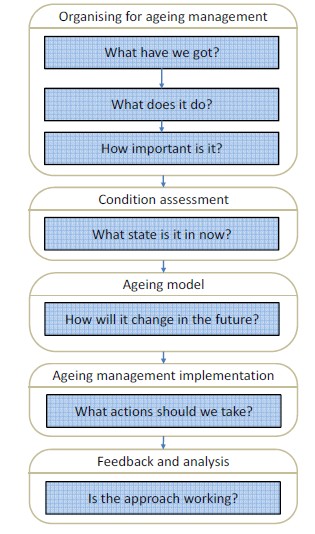 Organising for ageing management
What have we got?
What does it do?
How important is it?
Condition assessment
What state is it in now?
Ageing model
How will it change in the future?
Ageing management implementation
What actions should we take?
Feedback and analysis
Is the approach working?